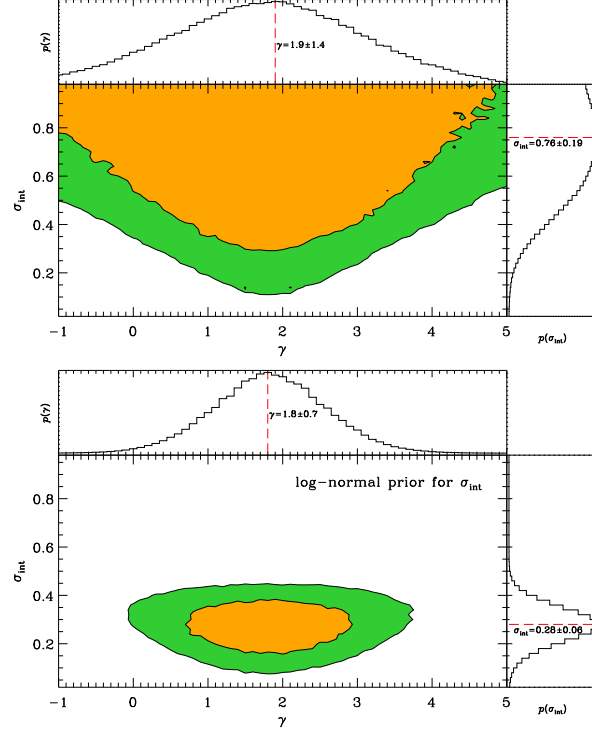 p(γ)
γ=1.9±1.4
0.8
0.6
0.4
0.2
σint
σint=0.76±0.19
-1 0 1 2 3 4 5
γ
p(σint)
p(γ)
γ=1.8±0.7
log-normal prior for σint
0.8
0.6
0.4
0.2
σint
σint=0.28±0.06
-1 0 1 2 3 4 5
γ
p(σint)